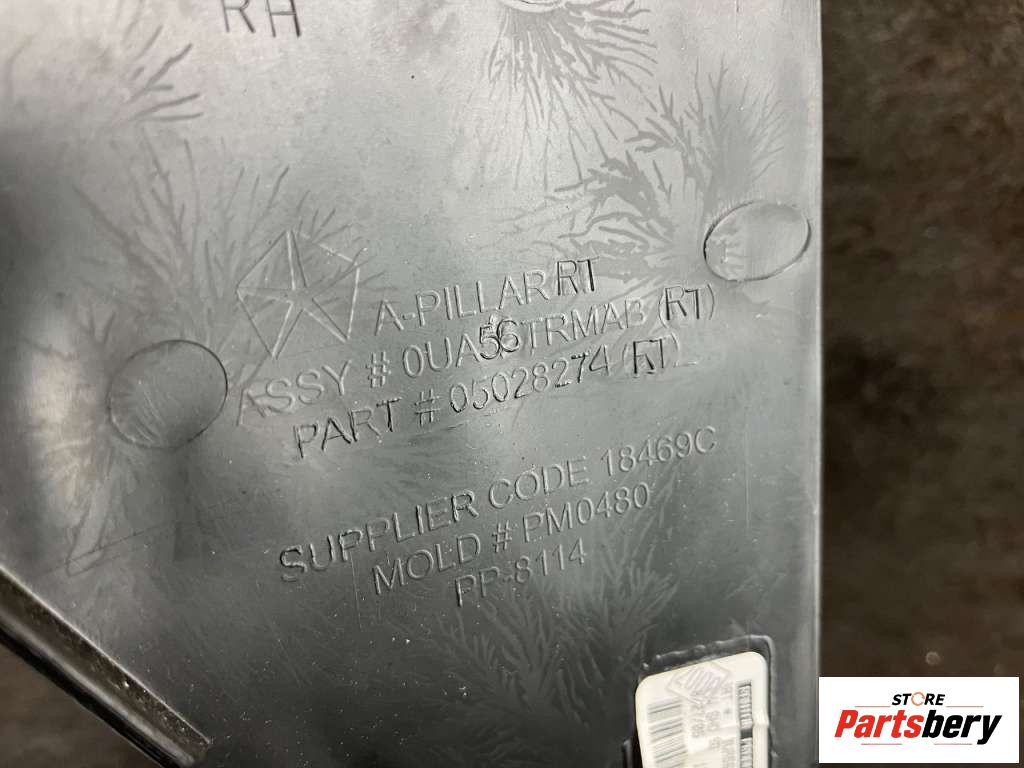 RH
A-PILLAR RT
ASSY # 0UA56TRMAB (RT)
PART # 05028274 (RT)
SUPPLIER CODE 18469C
MOLD # PM0480
PP-8114
STORE
Partsbery